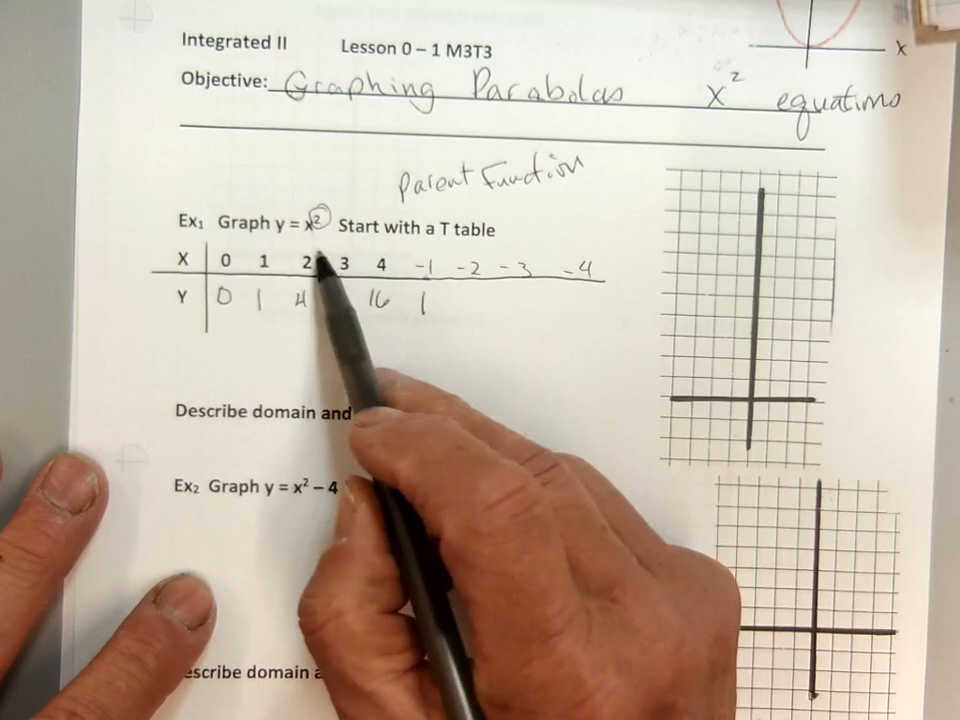 x
Integrated II Lesson 0 – 1 M3T3
Objective: Graphing Parabolas x² equations
Parent Function
Ex₁ Graph y = x² Start with a T table
X 0 1 2 3 4 -1 -2 -3 -4
Y 0 1 4 16 1
Describe domain and
Ex₂ Graph y = x² – 4
escribe domain a